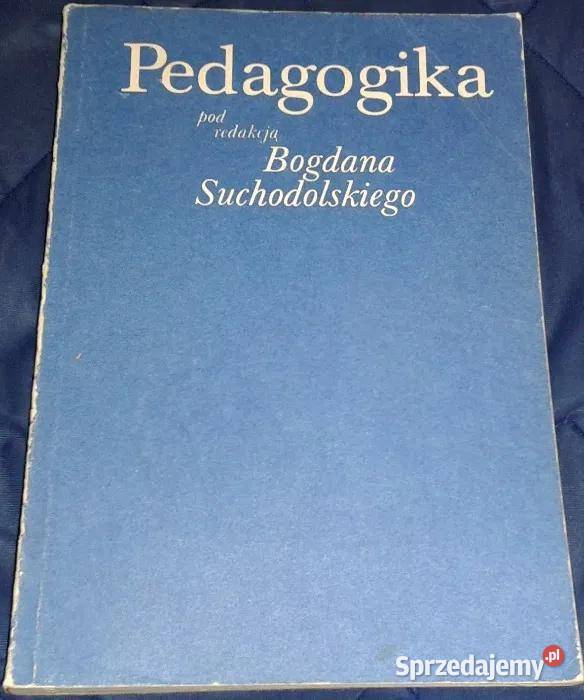 Pedagogika
pod
redakcją
Bogdana
Suchodolskiego
Sprzedajemy.pl